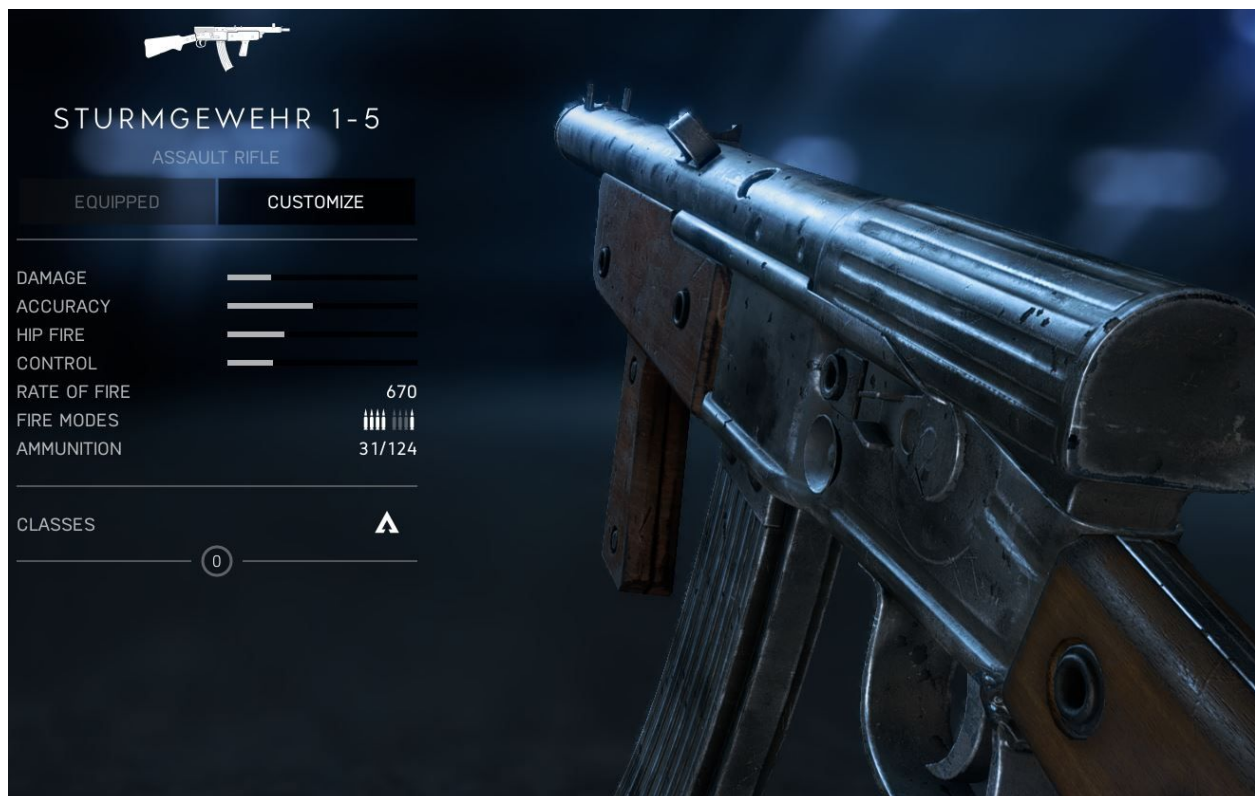 STURMGEWEHR 1-5
ASSAULT RIFLE
EQUIPPED CUSTOMIZE
DAMAGE
ACCURACY
HIP FIRE
CONTROL
RATE OF FIRE 670
FIRE MODES
AMMUNITION 31/124
CLASSES
0